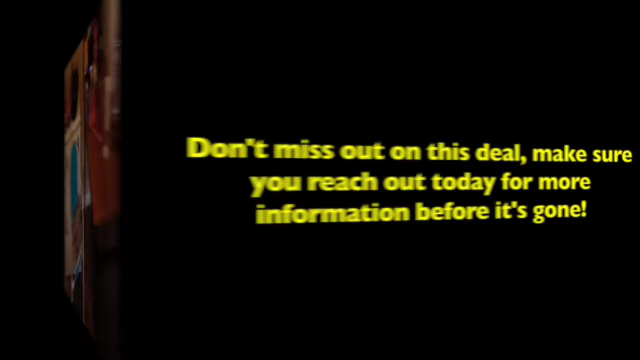 Don't miss out on this deal, make sure
you reach out today for more
information before it's gone!